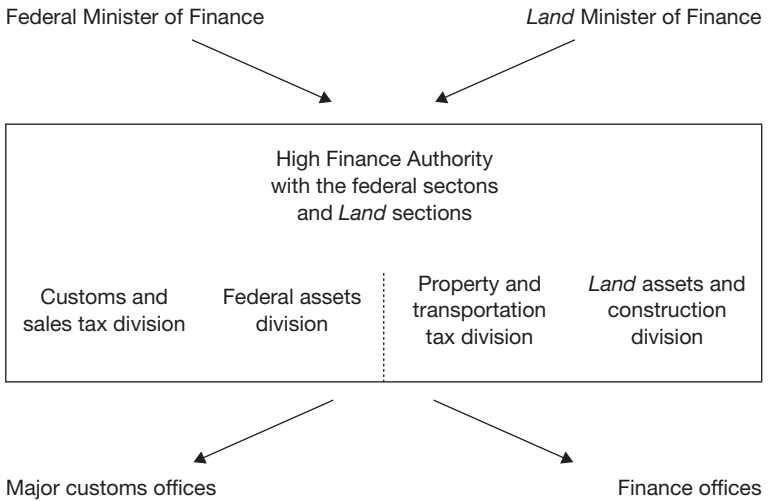 Federal Minister of Finance
Land Minister of Finance
High Finance Authority
with the federal sectons
and Land sections
Customs and
sales tax division
Federal assets
division
Property and
transportation
tax division
Land assets and
construction
division
Major customs offices
Finance offices